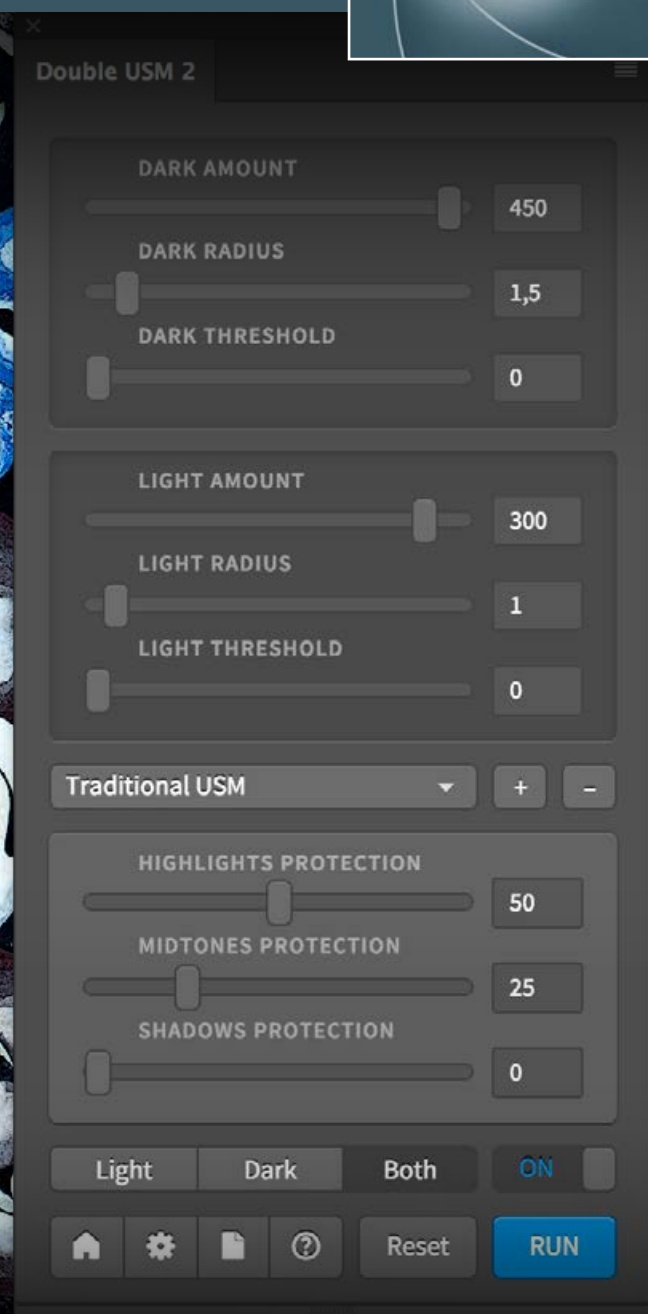 Double USM 2
DARK AMOUNT
450
DARK RADIUS
1,5
DARK THRESHOLD
0
LIGHT AMOUNT
300
LIGHT RADIUS
1
LIGHT THRESHOLD
0
Traditional USM + -
HIGHLIGHTS PROTECTION
50
MIDTONES PROTECTION
25
SHADOWS PROTECTION
0
Light Dark Both ON
Reset RUN